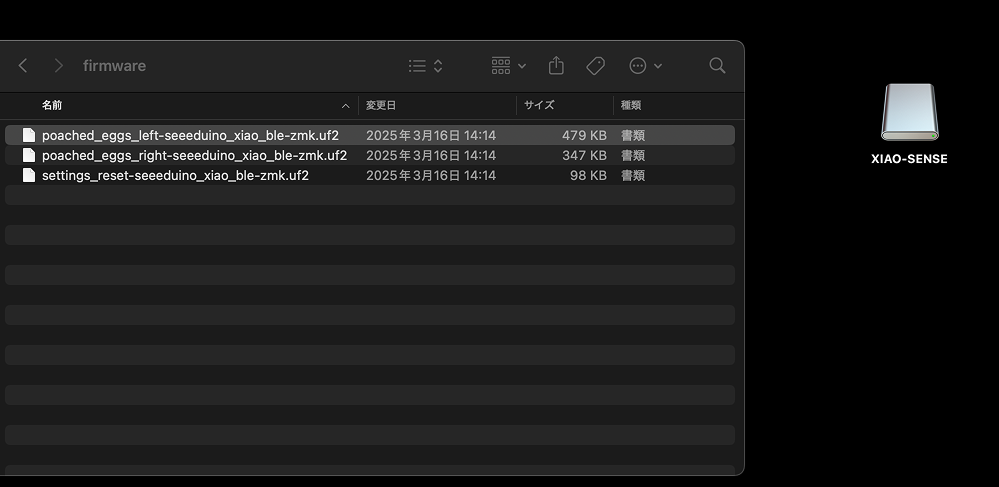 firmware
名前 変更日 サイズ 種類
poached_eggs_left-seeeduino_xiao_ble-zmk.uf2 2025年3月16日 14:14 479 KB 書類
poached_eggs_right-seeeduino_xiao_ble-zmk.uf2 2025年3月16日 14:14 347 KB 書類
settings_reset-seeeduino_xiao_ble-zmk.uf2 2025年3月16日 14:14 98 KB 書類
XIAO-SENSE